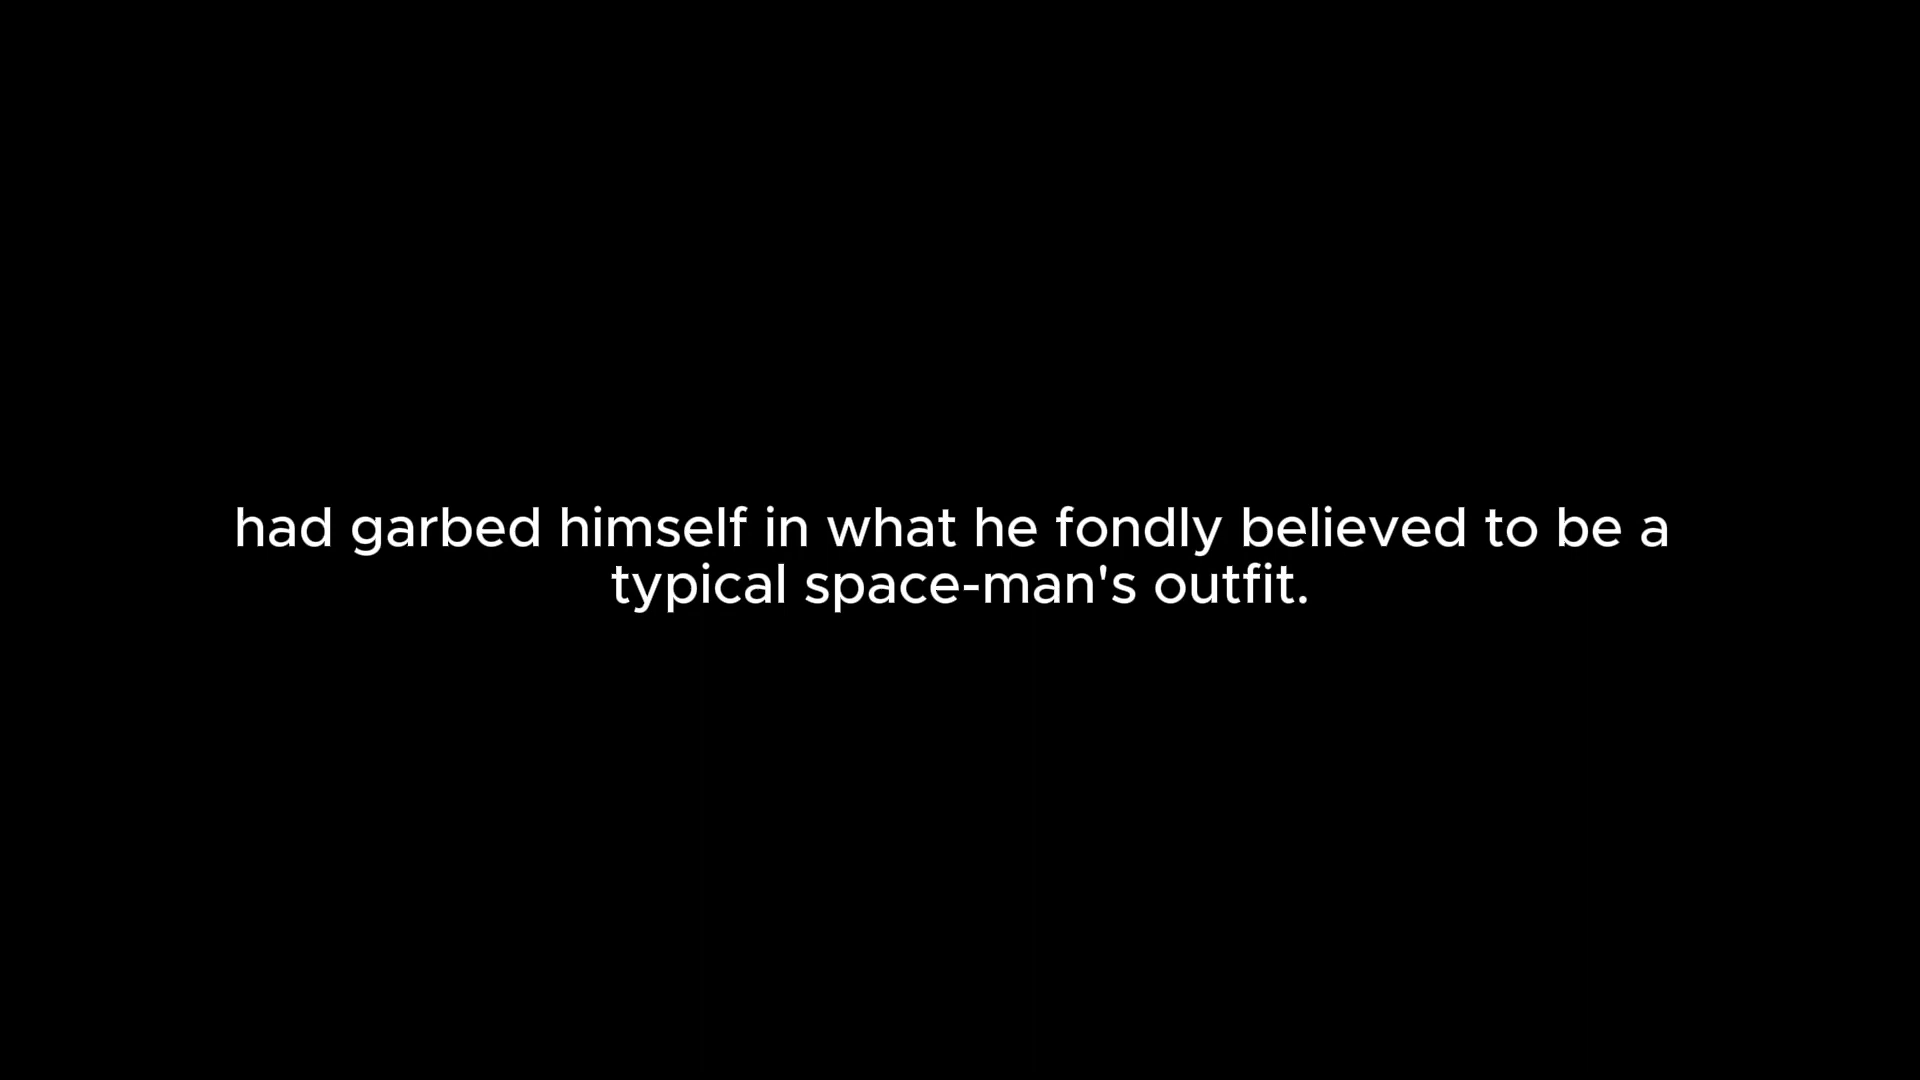 had garbed himself in what he fondly believed to be a
typical space-man's outfit.